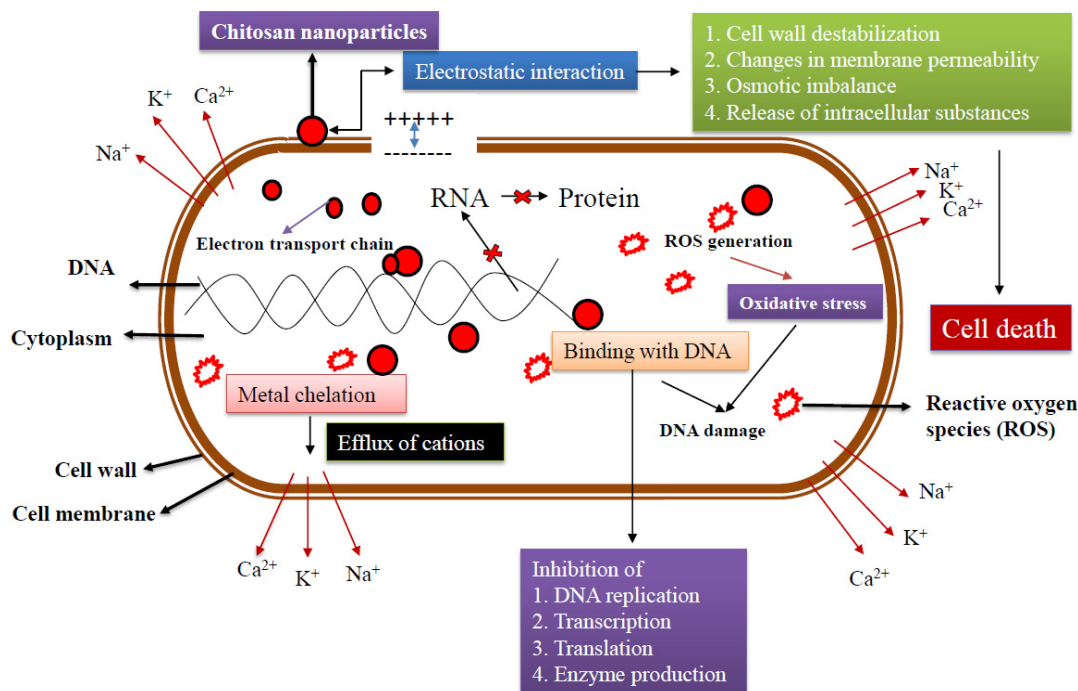 Chitosan nanoparticles
Electrostatic interaction
1. Cell wall destabilization
2. Changes in membrane permeability
3. Osmotic imbalance
4. Release of intracellular substances
K⁺
Ca²⁺
Na⁺
+++++
--------
Na⁺
K⁺
Ca²⁺
RNA
Protein
Electron transport chain
ROS generation
DNA
Oxidative stress
Cell death
Cytoplasm
Binding with DNA
Metal chelation
Reactive oxygen
species (ROS)
DNA damage
Efflux of cations
Cell wall
Cell membrane
Na⁺
K⁺
Ca²⁺
Ca²⁺
K⁺
Na⁺
Inhibition of
1. DNA replication
2. Transcription
3. Translation
4. Enzyme production